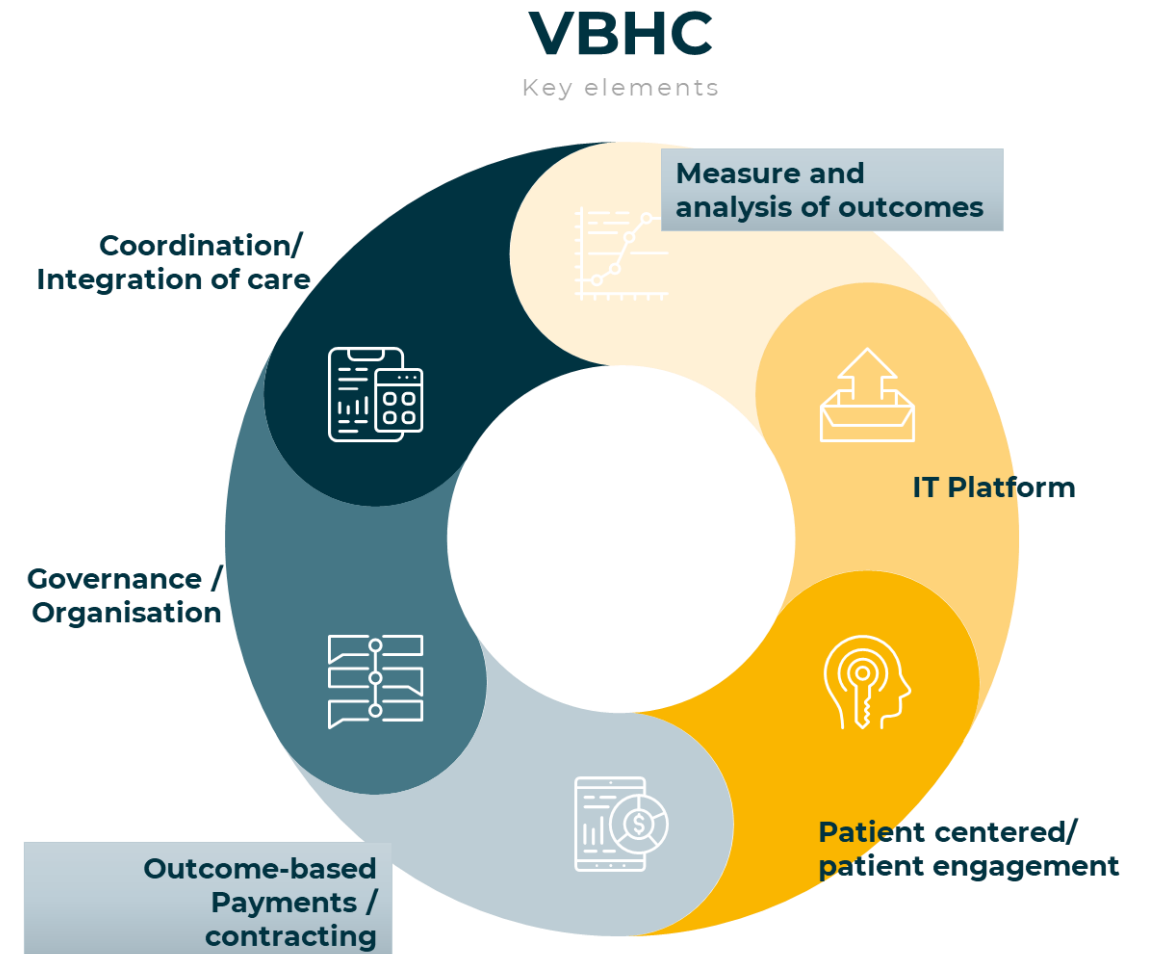 VBHC
Key elements
Measure and
analysis of outcomes
Coordination/
Integration of care
IT Platform
Governance /
Organisation
Patient centered/
patient engagement
Outcome-based
Payments /
contracting
$